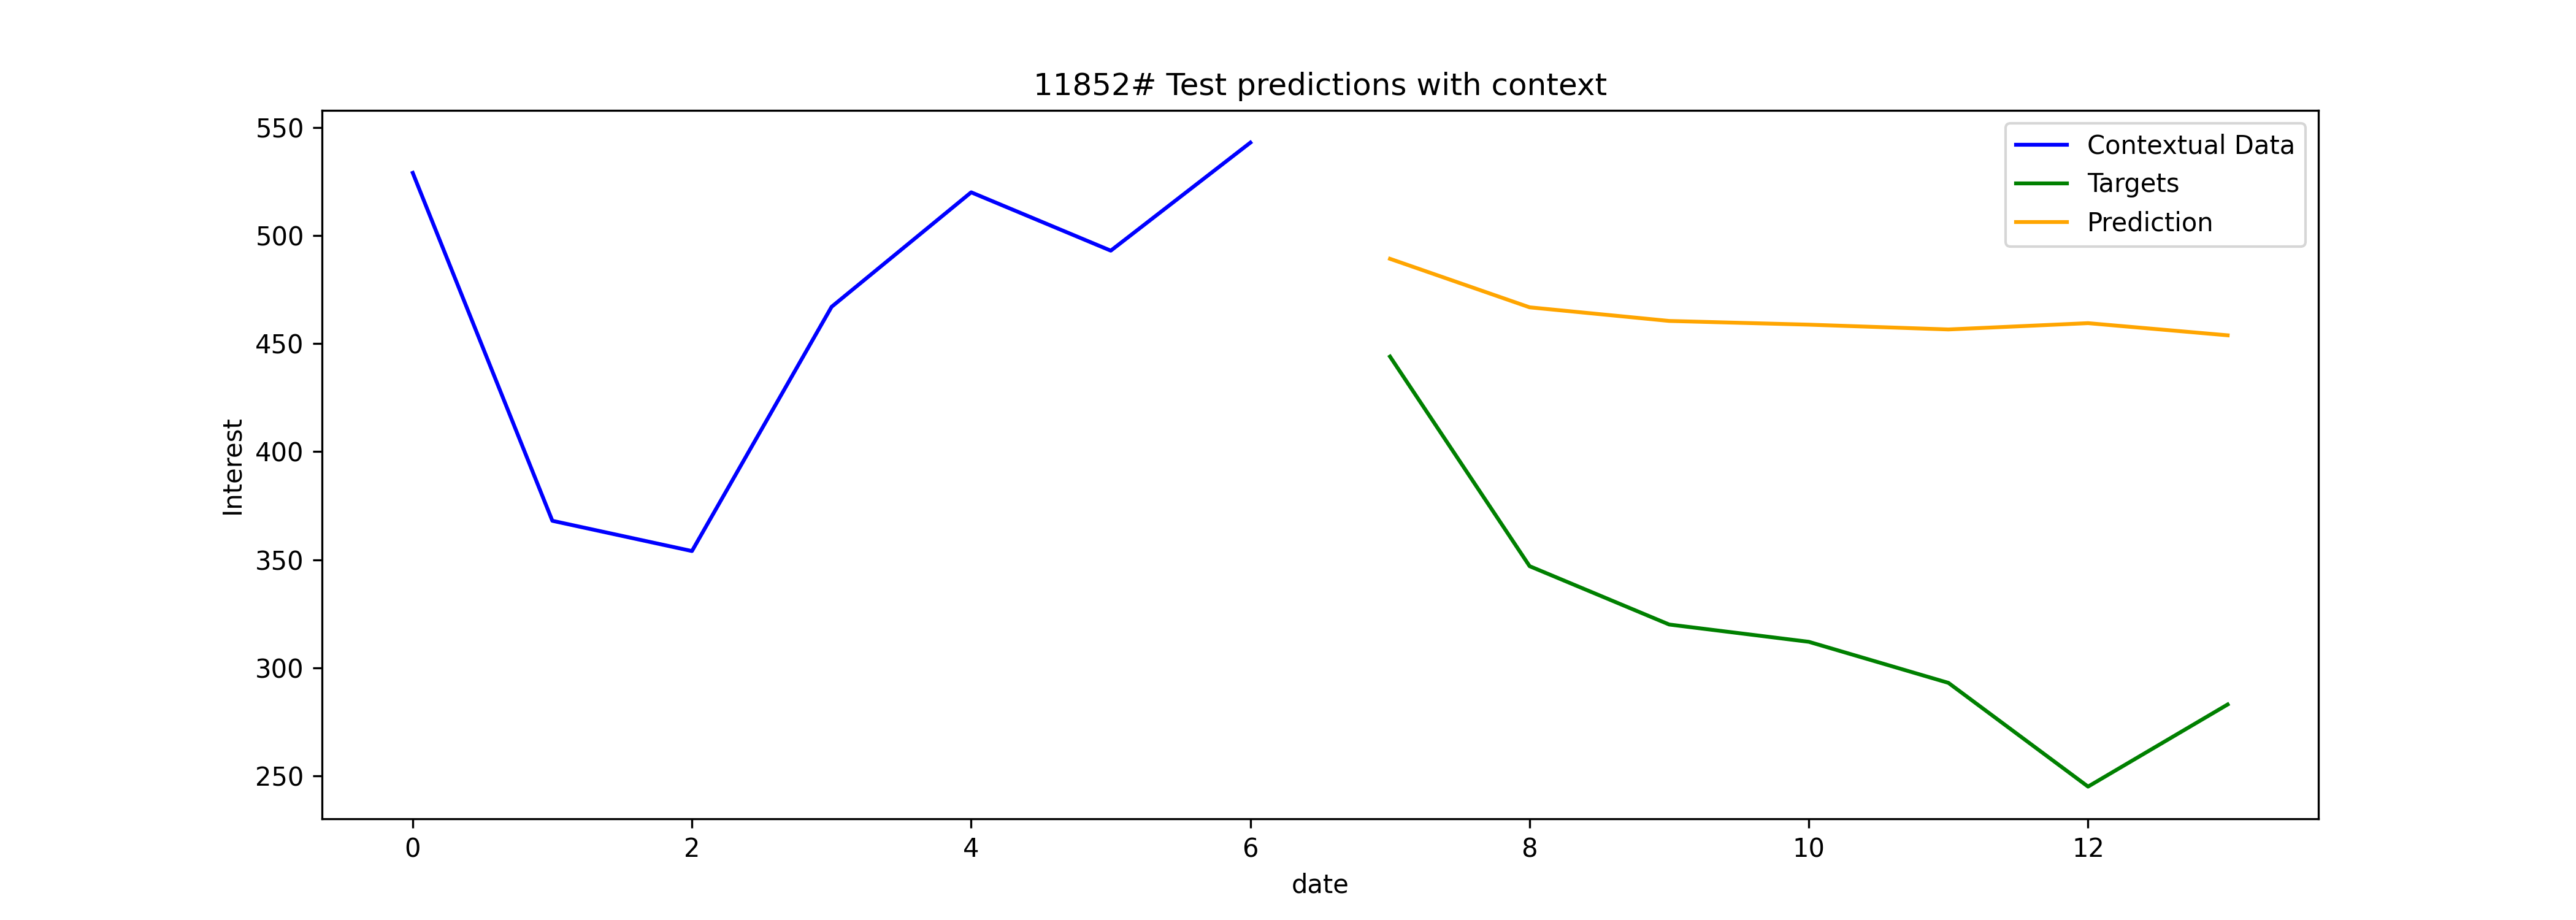 11852# Test predictions with context
Contextual Data
Targets
Prediction
550
500
450
400
350
300
250
Interest
0 2 4 6 8 10 12
date